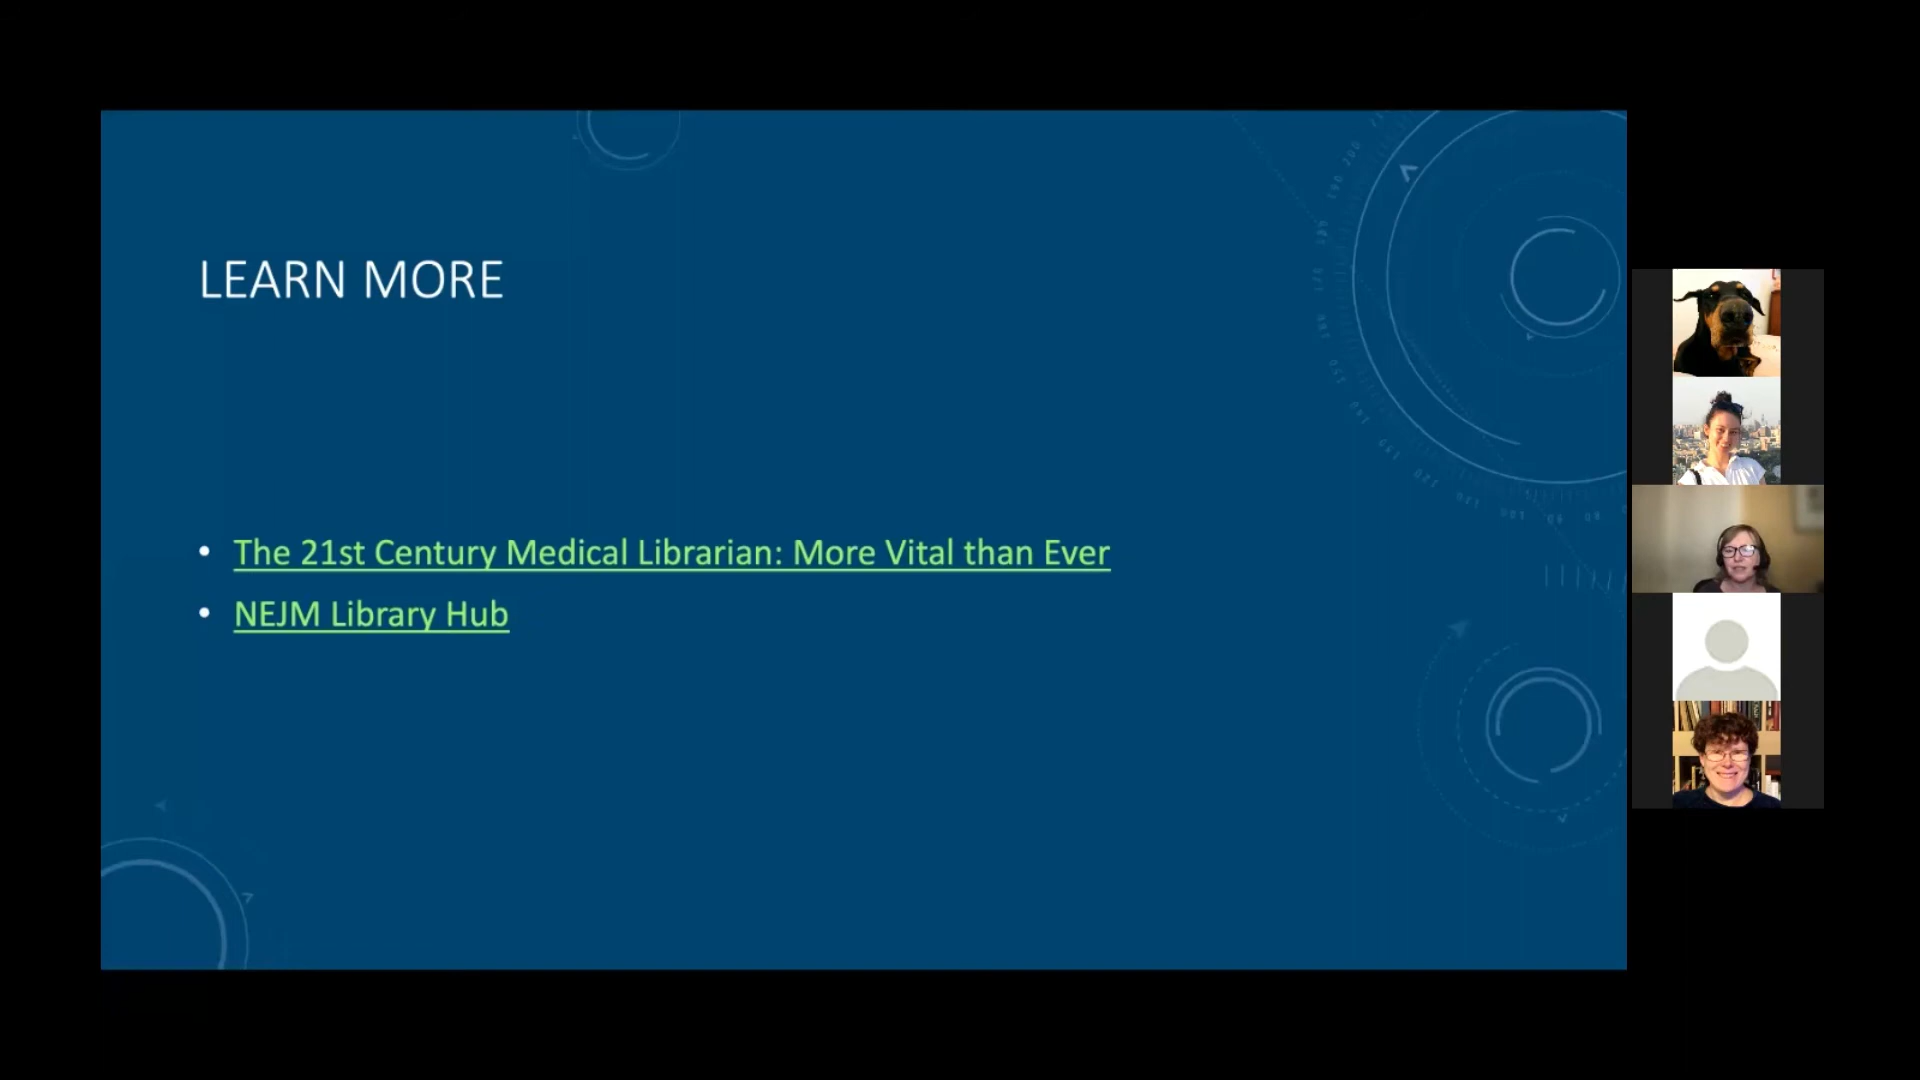 LEARN MORE
• The 21st Century Medical Librarian: More Vital than Ever
• NEJM Library Hub